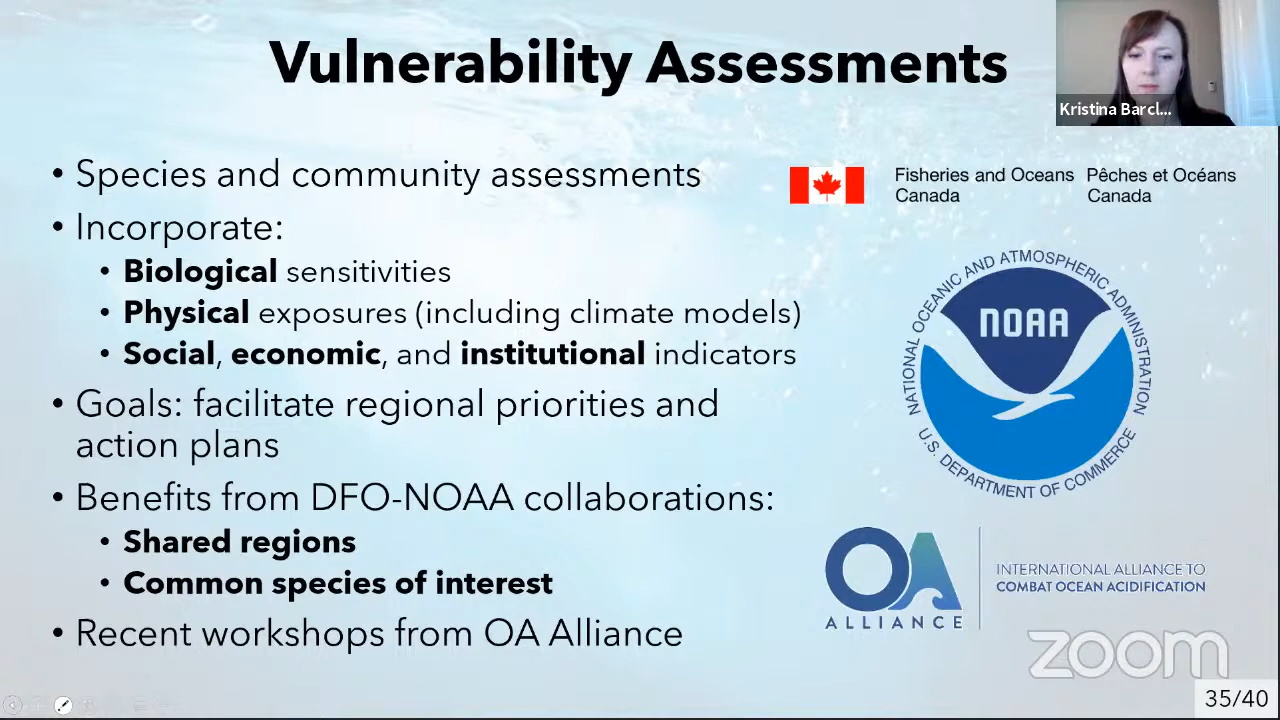 Vulnerability Assessments
Kristina Barcl...
• Species and community assessments
• Incorporate:
• Biological sensitivities
• Physical exposures (including climate models)
• Social, economic, and institutional indicators
• Goals: facilitate regional priorities and
action plans
• Benefits from DFO-NOAA collaborations:
• Shared regions
• Common species of interest
• Recent workshops from OA Alliance
Fisheries and Oceans Pêches et Océans
Canada Canada
NATIONAL OCEANIC AND ATMOSPHERIC ADMINISTRATION
NOAA
U.S. DEPARTMENT OF COMMERCE
OA
ALLIANCE
INTERNATIONAL ALLIANCE TO
COMBAT OCEAN ACIDIFICATION
zoom
35/40